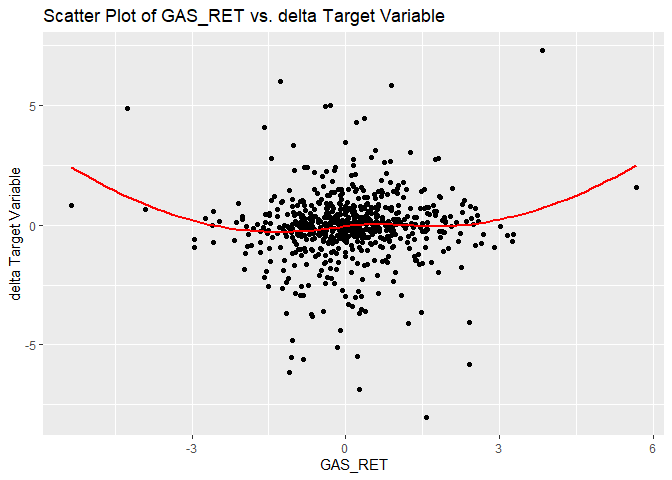 Scatter Plot of GAS_RET vs. delta Target Variable
delta Target Variable
5
0
-5
-3
0
3
6
GAS_RET